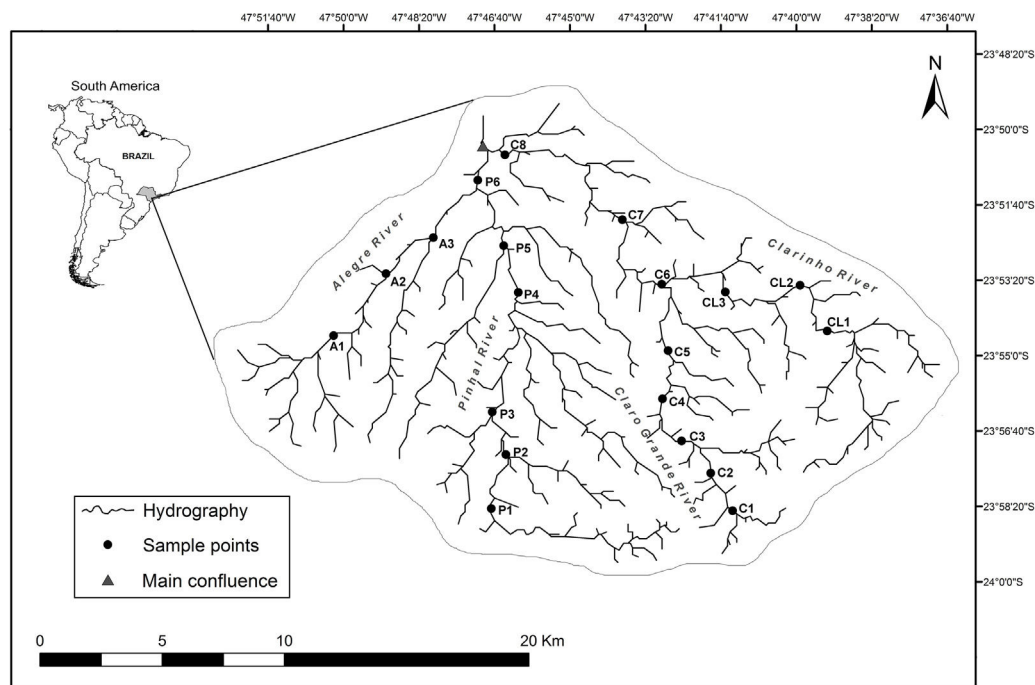 47°51'40"W 47°50'0"W 47°48'20"W 47°46'40"W 47°45'0"W 47°43'20"W 47°41'40"W 47°40'0"W 47°38'20"W 47°36'40"W
23°48'20"S
N
South America
23°50'0"S
C8
BRAZIL
P6
23°51'40"S
C7
Alegre River
A3
P5
Clarinho River
A2
C6
CL2
23°53'20"S
P4
CL3
CL1
A1
C5
23°55'0"S
Pinhal River
C4
P3
Claro Grande River
C3
23°56'40"S
P2
C2
P1
C1
23°58'20"S
Hydrography
Sample points
Main confluence
24°0'0"S
0 5 10 20 Km